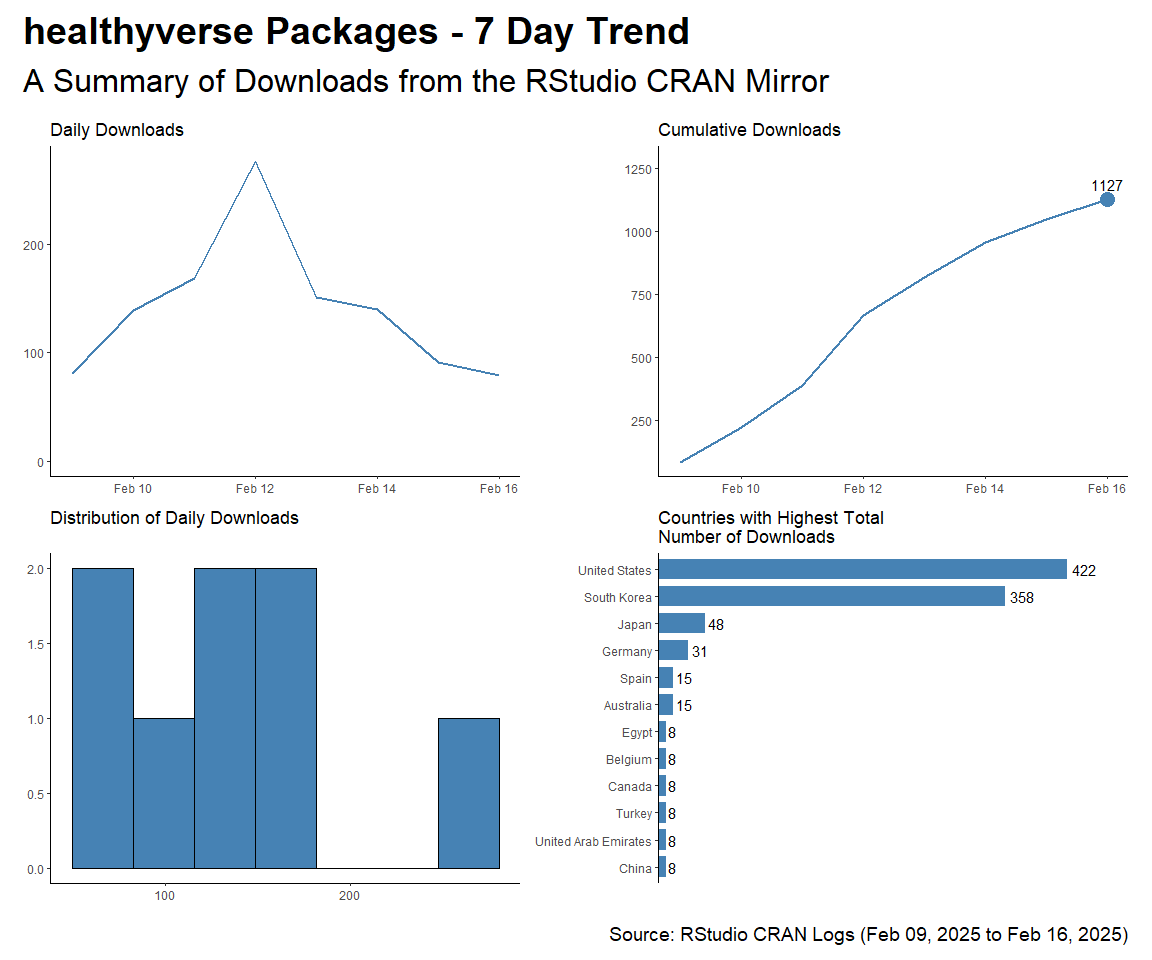 healthyverse Packages - 7 Day Trend
A Summary of Downloads from the RStudio CRAN Mirror
Daily Downloads
200
100
0
Feb 10
Feb 12
Feb 14
Feb 16
Cumulative Downloads
1250
1000
750
500
250
1127
Feb 10
Feb 12
Feb 14
Feb 16
Distribution of Daily Downloads
2.0
1.5
1.0
0.5
0.0
100
200
Countries with Highest Total
Number of Downloads
United States 422
South Korea 358
Japan 48
Germany 31
Spain 15
Australia 15
Egypt 8
Belgium 8
Canada 8
Turkey 8
United Arab Emirates 8
China 8
Source: RStudio CRAN Logs (Feb 09, 2025 to Feb 16, 2025)